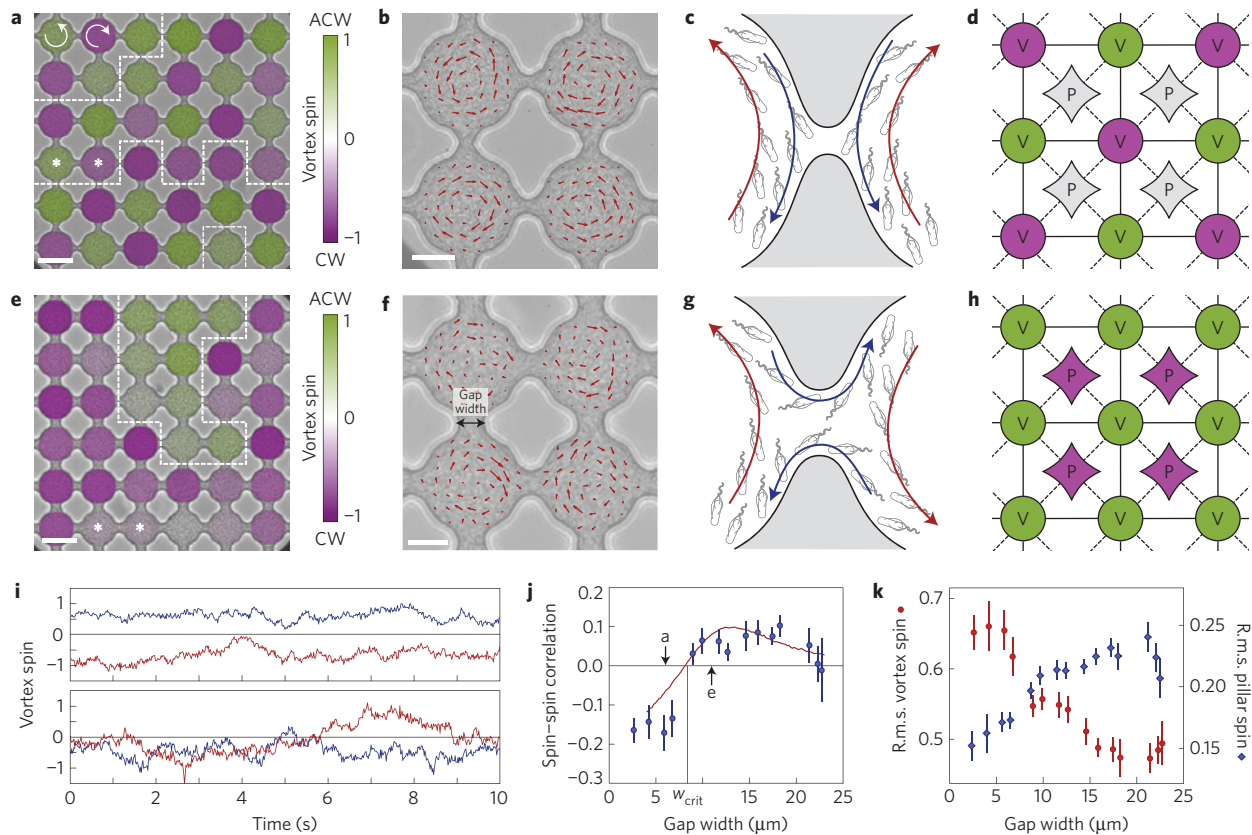 a
ACW
1
Vortex spin
0
−1
CW
*
*
b
c
d
V V V
P P
V V V
P P
V V V
e
ACW
1
Vortex spin
0
−1
CW
*
*
f
Gap
width
g
h
V V V
P P
V V V
P P
V V V
i
Vortex spin
1
0
−1
1
0
−1
0 2 4 6 8 10
Time (s)
j
Spin–spin correlation
0.2
0.1
0.0
−0.1
−0.2
−0.3
a
e
0 5 wcrit 10 15 20 25
Gap width (μm)
k
R.m.s. vortex spin
0.7
0.6
0.5
0.25
0.20
0.15
R.m.s. pillar spin
0 5 10 15 20 25
Gap width (μm)